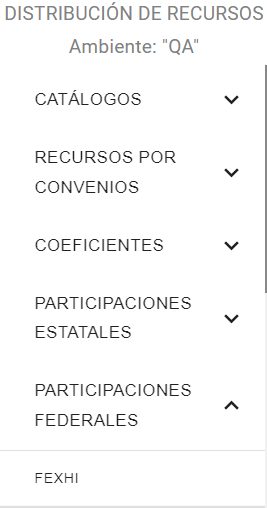 DISTRIBUCIÓN DE RECURSOS
Ambiente: "QA"
CATÁLOGOS
RECURSOS POR
CONVENIOS
COEFICIENTES
PARTICIPACIONES
ESTATALES
PARTICIPACIONES
FEDERALES
FEXHI